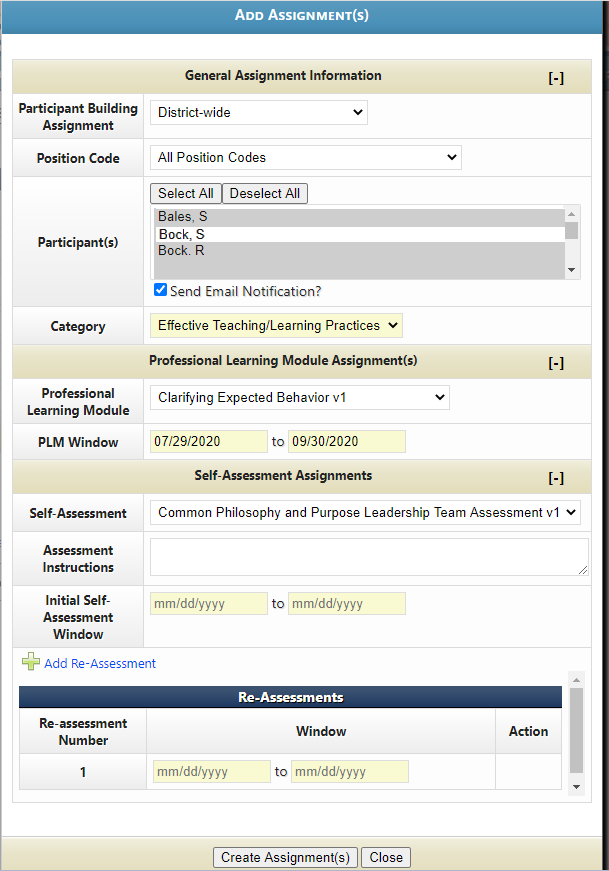 Add Assignment(s)
General Assignment Information [-]
Participant Building
Assignment
District-wide
Position Code
All Position Codes
Participant(s)
Select All Deselect All
Bales, S
Bock, S
Bock. R
Send Email Notification?
Category
Effective Teaching/Learning Practices
Professional Learning Module Assignment(s) [-]
Professional
Learning Module
Clarifying Expected Behavior v1
PLM Window
07/29/2020 to 09/30/2020
Self-Assessment Assignments [-]
Self-Assessment
Common Philosophy and Purpose Leadership Team Assessment v1
Assessment
Instructions
Initial Self-
Assessment
Window
mm/dd/yyyy to mm/dd/yyyy
Add Re-Assessment
Re-Assessments
Re-assessment
Number
Window
Action
1
mm/dd/yyyy to mm/dd/yyyy
Create Assignment(s) Close